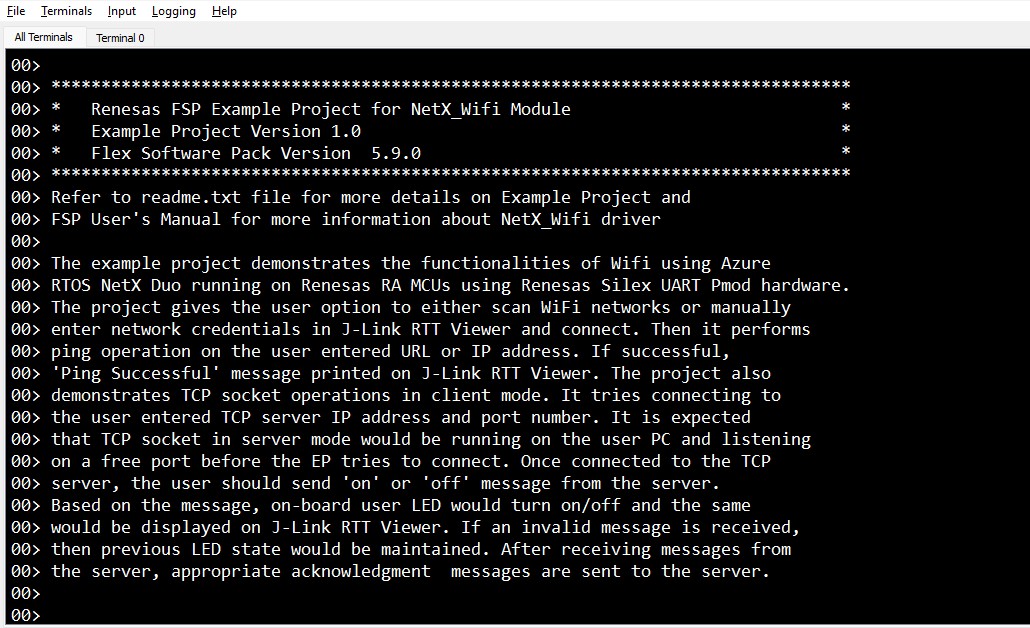 File Terminals Input Logging Help
All Terminals Terminal 0
00>
00> ********************************************************************************
00> *   Renesas FSP Example Project for NetX_Wifi Module                           *
00> *   Example Project Version 1.0                                                *
00> *   Flex Software Pack Version  5.9.0                                          *
00> ********************************************************************************
00> Refer to readme.txt file for more details on Example Project and
00> FSP User's Manual for more information about NetX_Wifi driver
00>
00> The example project demonstrates the functionalities of Wifi using Azure
00> RTOS NetX Duo running on Renesas RA MCUs using Renesas Silex UART Pmod hardware.
00> The project gives the user option to either scan WiFi networks or manually
00> enter network credentials in J-Link RTT Viewer and connect. Then it performs
00> ping operation on the user entered URL or IP address. If successful,
00> 'Ping Successful' message printed on J-Link RTT Viewer. The project also
00> demonstrates TCP socket operations in client mode. It tries connecting to
00> the user entered TCP server IP address and port number. It is expected
00> that TCP socket in server mode would be running on the user PC and listening
00> on a free port before the EP tries to connect. Once connected to the TCP
00> server, the user should send 'on' or 'off' message from the server.
00> Based on the message, on-board user LED would turn on/off and the same
00> would be displayed on J-Link RTT Viewer. If an invalid message is received,
00> then previous LED state would be maintained. After receiving messages from
00> the server, appropriate acknowledgment  messages are sent to the server.
00>
00>